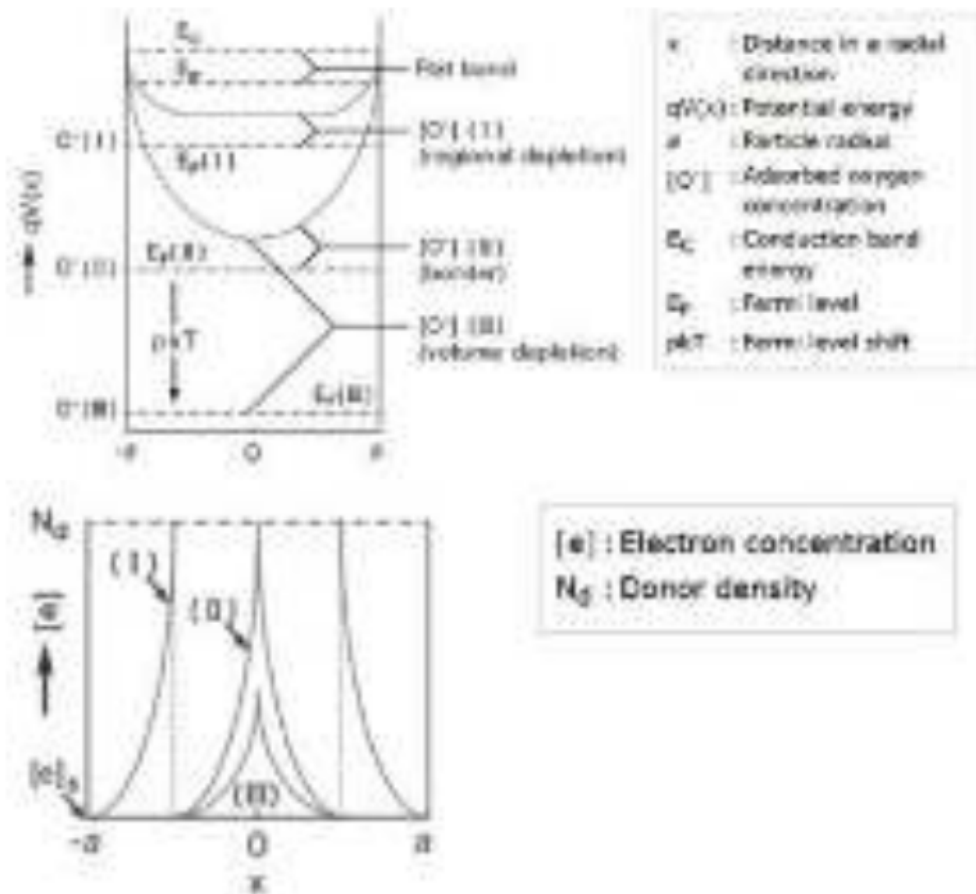 E_C
E_F
Flat band
[O⁻] (I)
(regional depletion)
O⁻(I)
E_F(I)
E_F(II)
[O⁻] (II)
(border)
O⁻(II)
pkT
[O⁻] (III)
(volume depletion)
E_F(III)
O⁻(III)
-a
0
a
qV(x)
x : Distance in a radial
direction
qV(x) : Potential energy
a : Particle radius
[O⁻] : Adsorbed oxygen
concentration
E_C : Conduction band
energy
E_F : Fermi level
pkT : Fermi level shift
N_d
(I)
(II)
(III)
[e]
[e]_s
-a
0
a
x
[e] : Electron concentration
N_d : Donor density